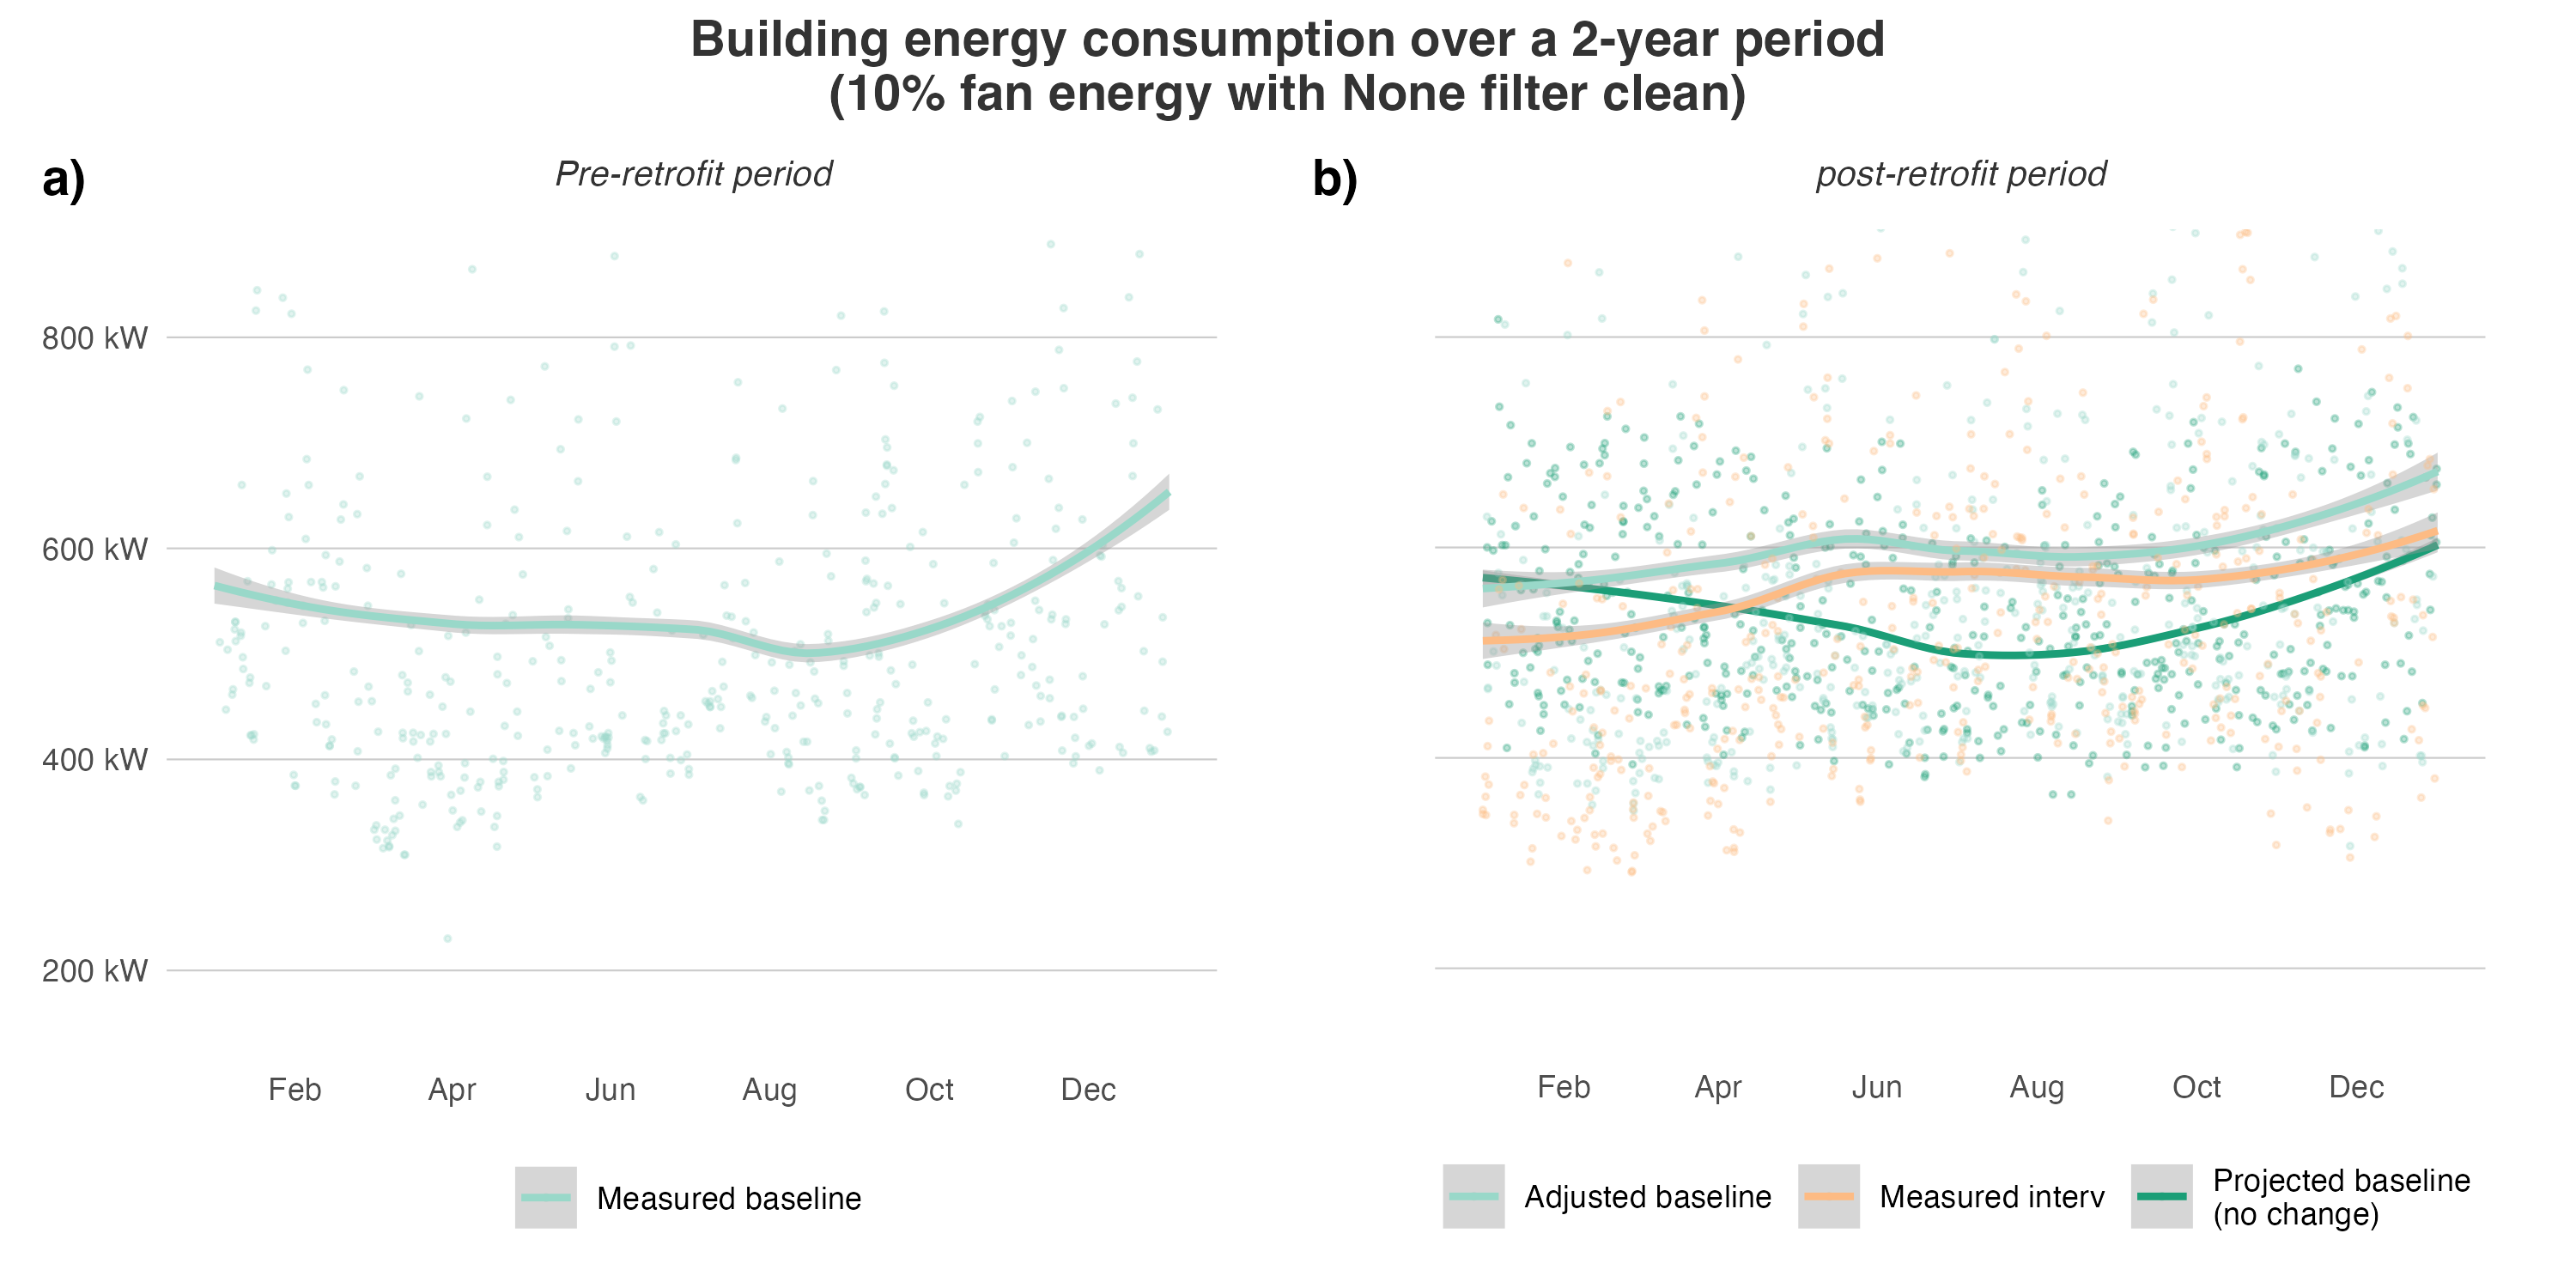 Building energy consumption over a 2-year period
(10% fan energy with None filter clean)
a)
Pre-retrofit period
800 kW
600 kW
400 kW
200 kW
Feb Apr Jun Aug Oct Dec
Measured baseline
b)
post-retrofit period
Feb Apr Jun Aug Oct Dec
Adjusted baseline
Measured interv
Projected baseline
(no change)